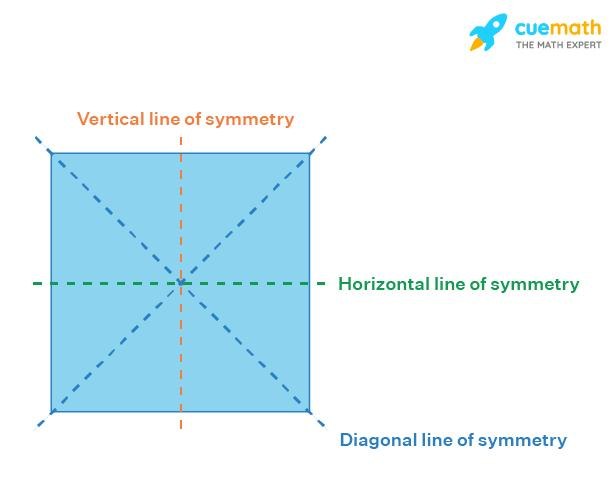 cuemath
THE MATH EXPERT
Vertical line of symmetry
Horizontal line of symmetry
Diagonal line of symmetry